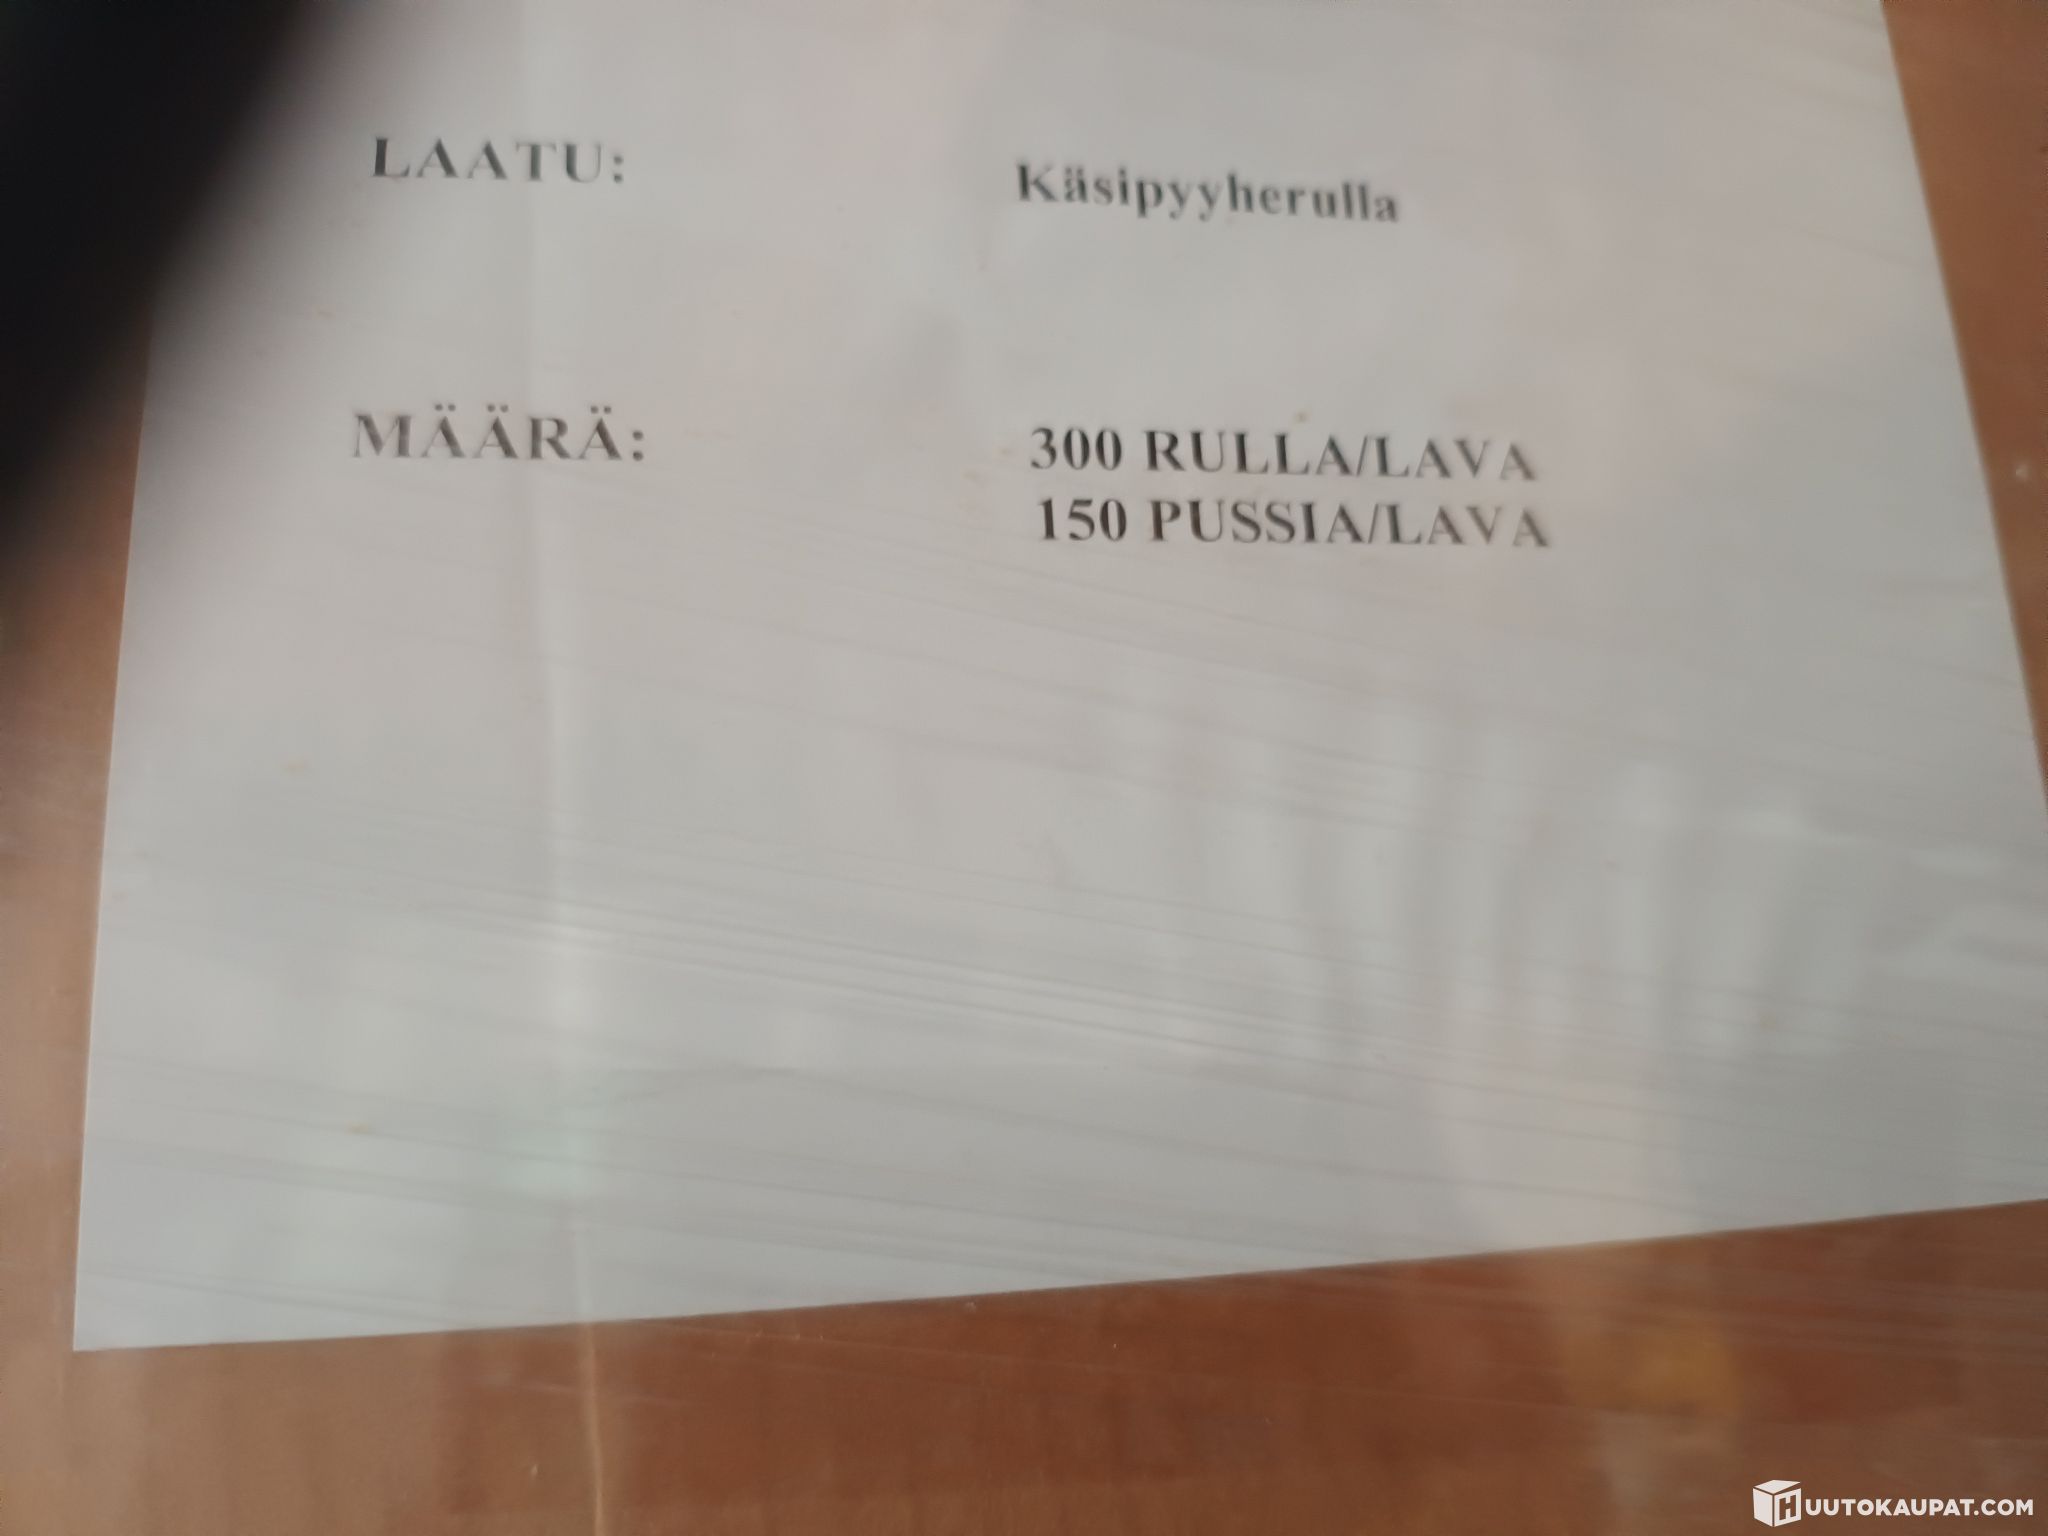 LAATU: Käsipyyherulla
MÄÄRÄ: 300 RULLA/LAVA
150 PUSSIA/LAVA
HUUTOKAUPAT.COM